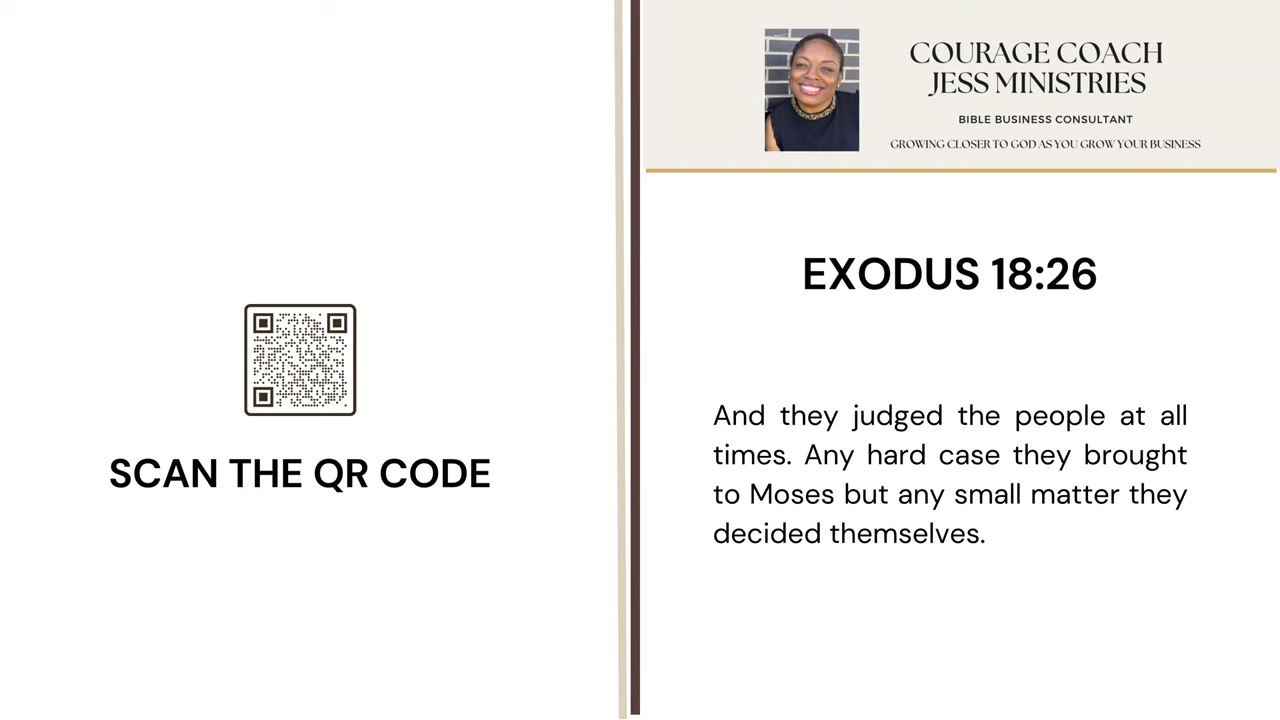 SCAN THE QR CODE
COURAGE COACH
JESS MINISTRIES
BIBLE BUSINESS CONSULTANT
GROWING CLOSER TO GOD AS YOU GROW YOUR BUSINESS
EXODUS 18:26
And they judged the people at all
times. Any hard case they brought
to Moses but any small matter they
decided themselves.